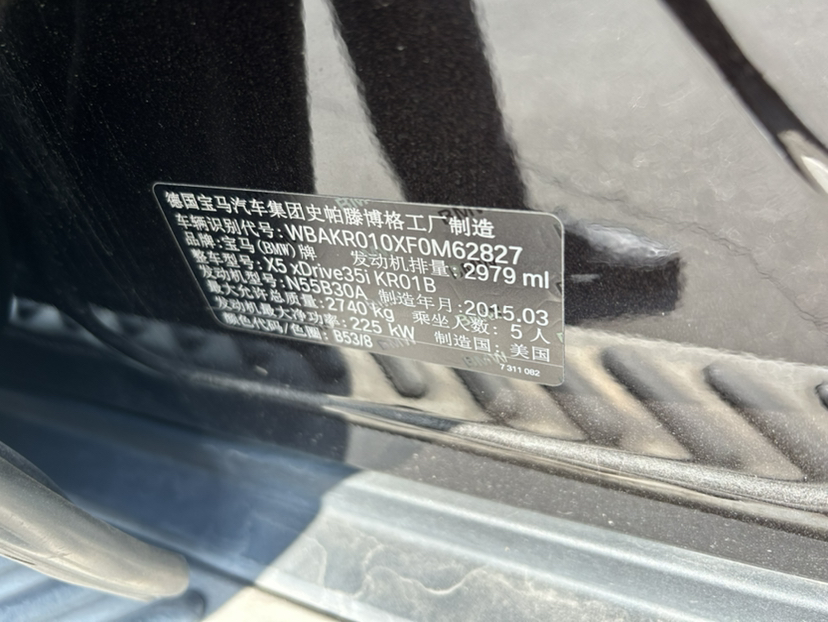 德国宝马汽车集团史帕滕博格工厂制造
车辆识别代号: WBAKR010XF0M62827
品牌: 宝马(BMW)牌 发动机排量: 2979 ml
整车型号: X5 xDrive35i KR01B
发动机型号: N55B30A 制造年月: 2015.03
最大允许总质量: 2740 kg 乘坐人数: 5 人
发动机最大净功率: 225 kW 制造国: 美国
颜色代码/色圈: B53/8
7 311 082